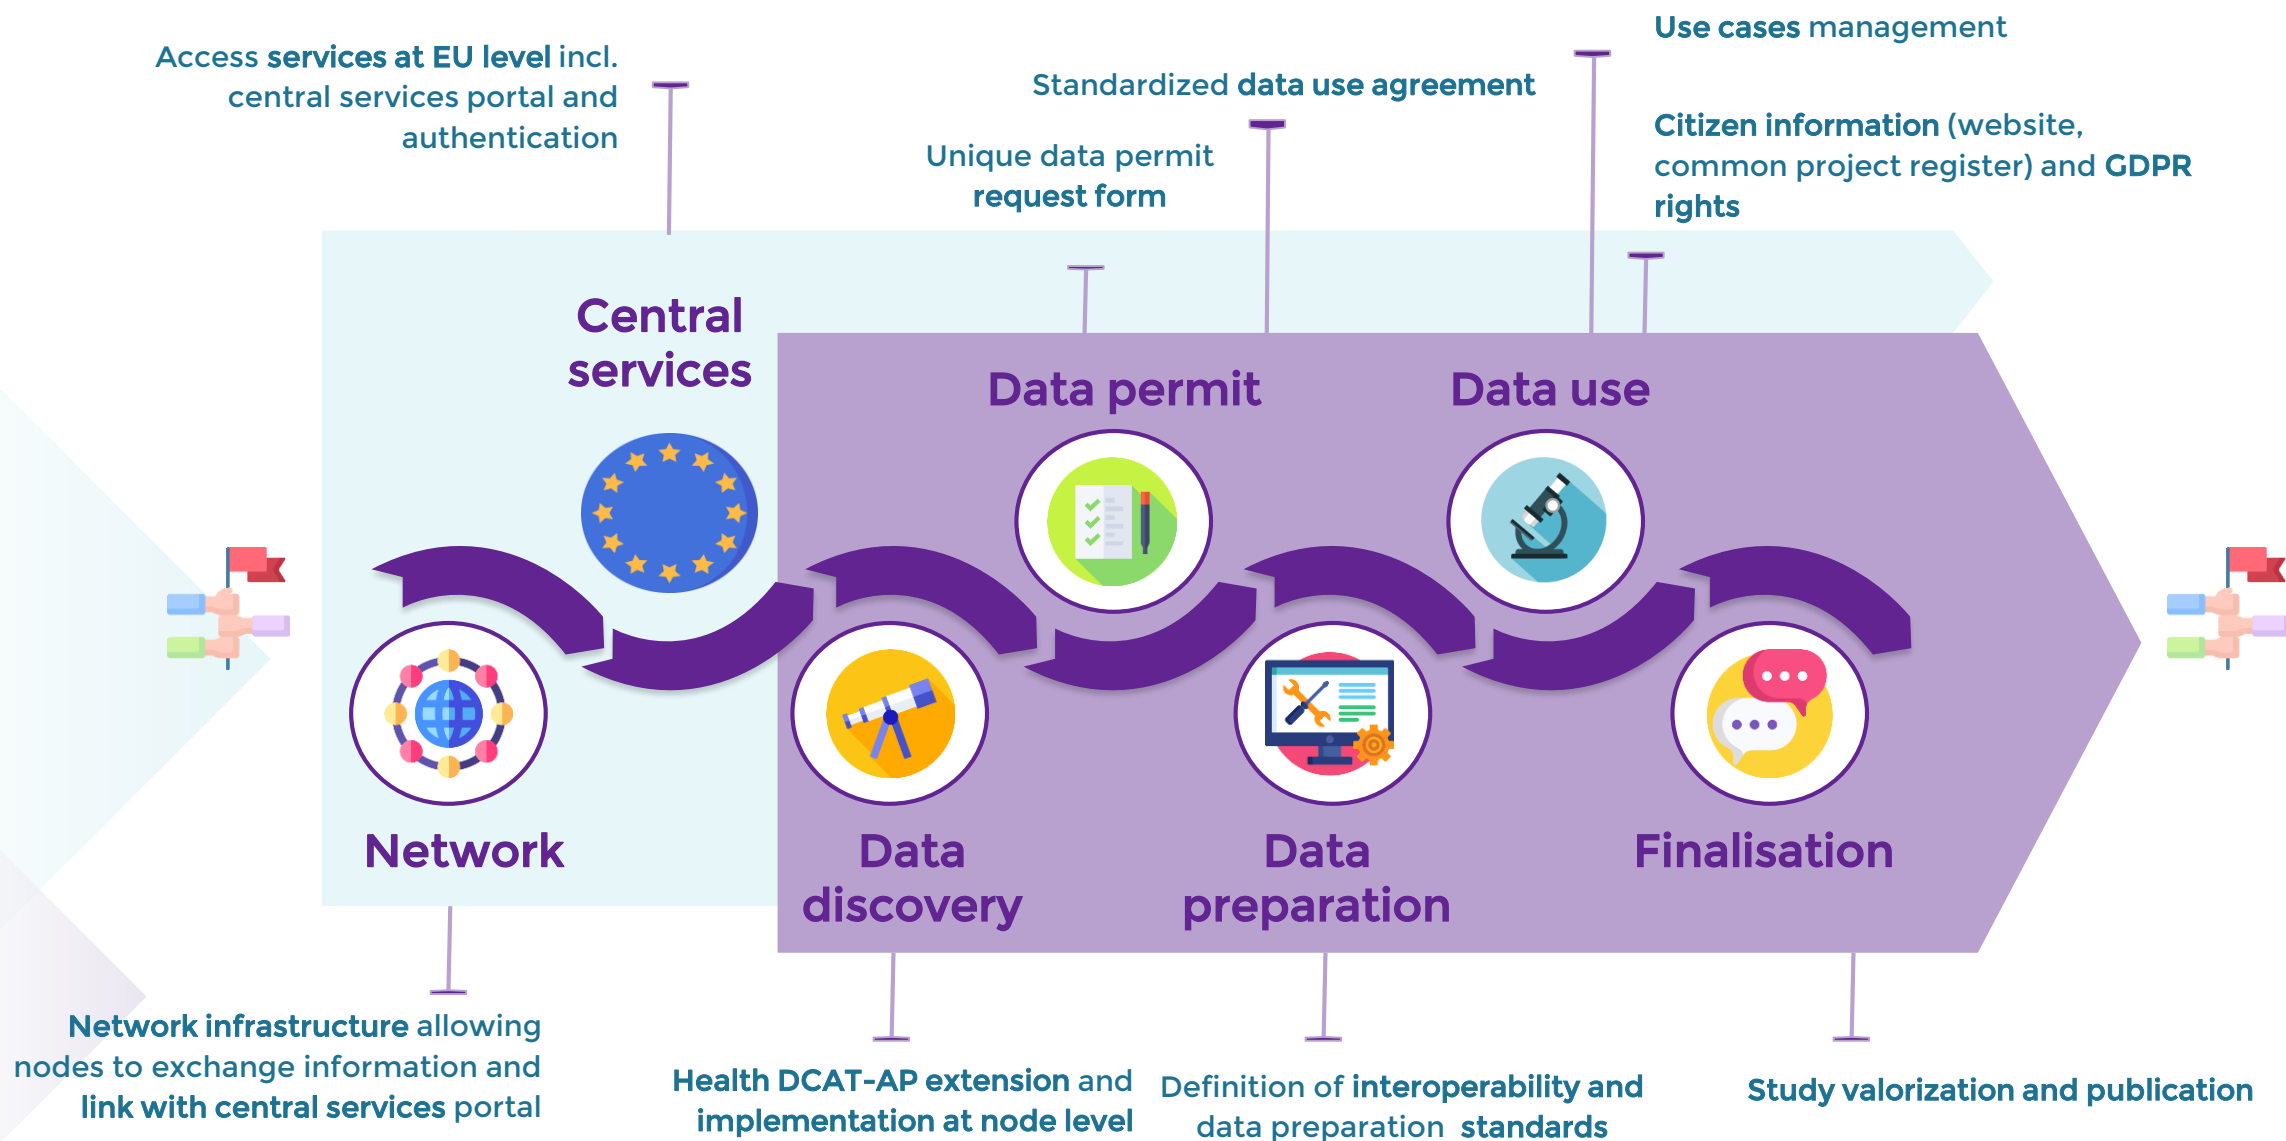 Access services at EU level incl.
central services portal and
authentication
Unique data permit
request form
Standardized data use agreement
Use cases management
Citizen information (website,
common project register) and GDPR
rights
Central
services
Data permit
Data use
Network
Data
discovery
Data
preparation
Finalisation
Network infrastructure allowing
nodes to exchange information and
link with central services portal
Health DCAT-AP extension and
implementation at node level
Definition of interoperability and
data preparation standards
Study valorization and publication